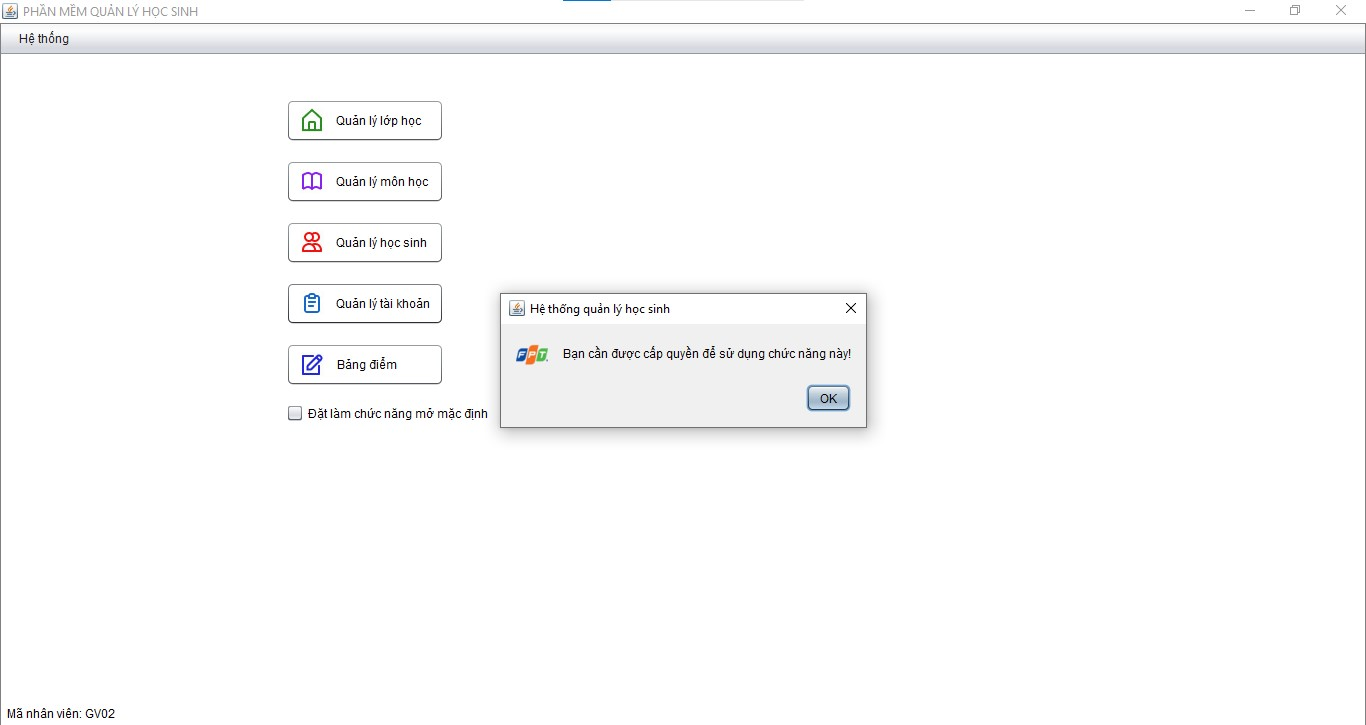 PHẦN MỀM QUẢN LÝ HỌC SINH
Hệ thống
Quản lý lớp học
Quản lý môn học
Quản lý học sinh
Quản lý tài khoản
Bảng điểm
Đặt làm chức năng mở mặc định
Hệ thống quản lý học sinh
FPT
Bạn cần được cấp quyền để sử dụng chức năng này!
OK
Mã nhân viên: GV02